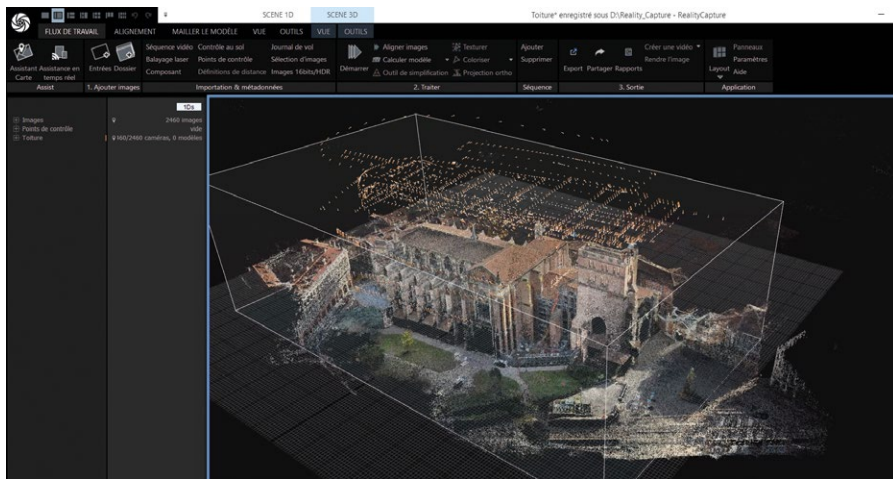 SCENE 1D SCENE 3D Toiture* enregistré sous D:\Reality_Capture - RealityCapture
FLUX DE TRAVAIL ALIGNEMENT MAILLER LE MODÈLE VUE OUTILS VUE OUTILS
Séquence vidéo Contrôle au sol Journal de vol Aligner images Texturer Ajouter Créer une vidéo Panneaux
Balayage laser Points de contrôle Sélection d'images Calculer modèle Coloriser Supprimer Rendre l'image Paramètres
Assistant Assistance en Entrées Dossier Composant Définitions de distance Images 16bits/HDR Démarrer Outil de simplification Projection ortho Export Partager Rapports Layout Aide
Carte temps réel
Assist 1. Ajouter images Importation & métadonnées 2. Traiter Séquence 3. Sortie Application
1Ds
Images 2460 images
Points de contrôle vide
Toiture 2460 caméras, 0 modèles